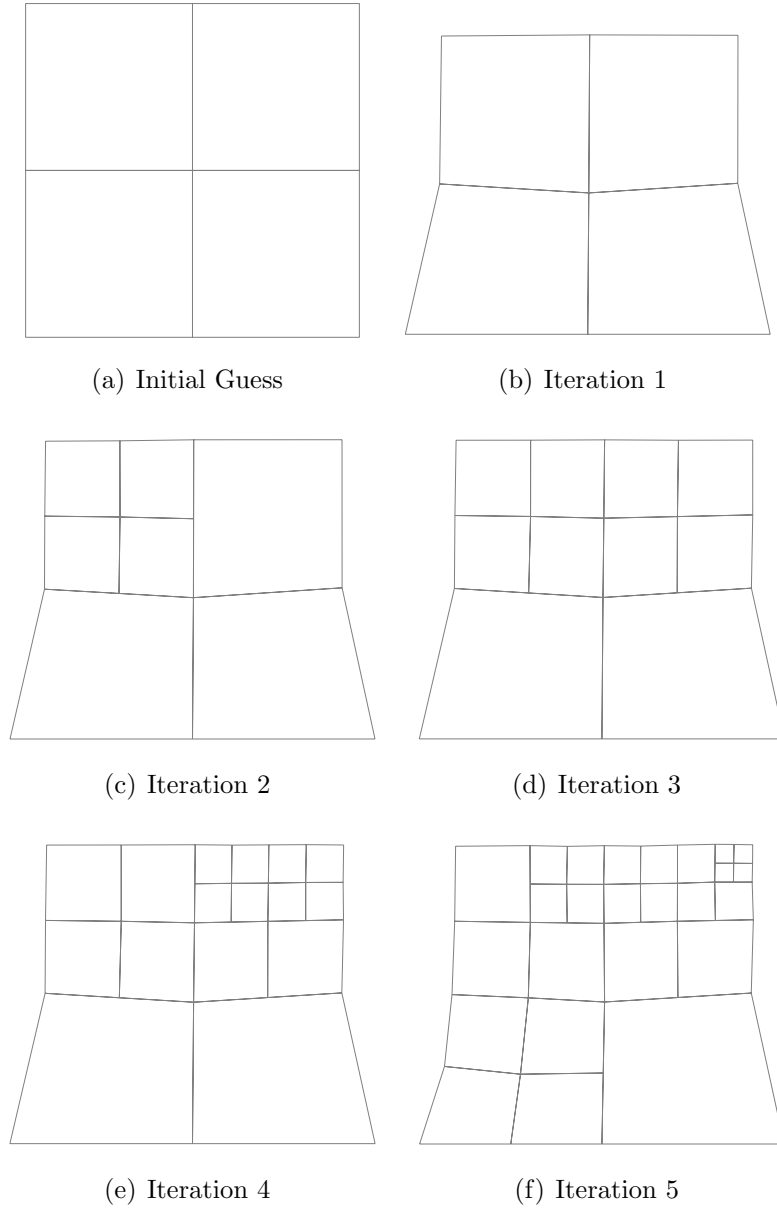 (a) Initial Guess
(b) Iteration 1
(c) Iteration 2
(d) Iteration 3
(e) Iteration 4
(f) Iteration 5